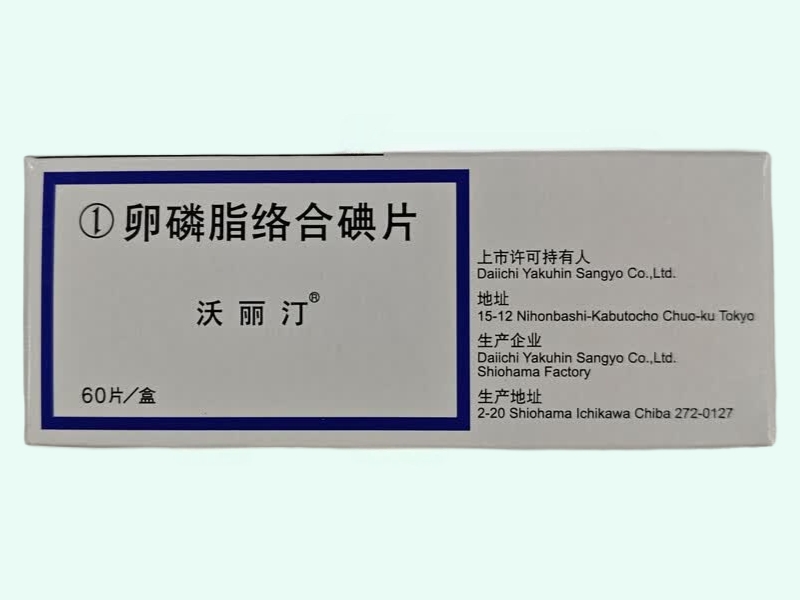 ①卵磷脂络合碘片
沃丽汀®
60片/盒
上市许可持有人
Daiichi Yakuhin Sangyo Co.,Ltd.
地址
15-12 Nihonbashi-Kabutocho Chuo-ku Tokyo
生产企业
Daiichi Yakuhin Sangyo Co.,Ltd.
Shiohama Factory
生产地址
2-20 Shiohama Ichikawa Chiba 272-0127